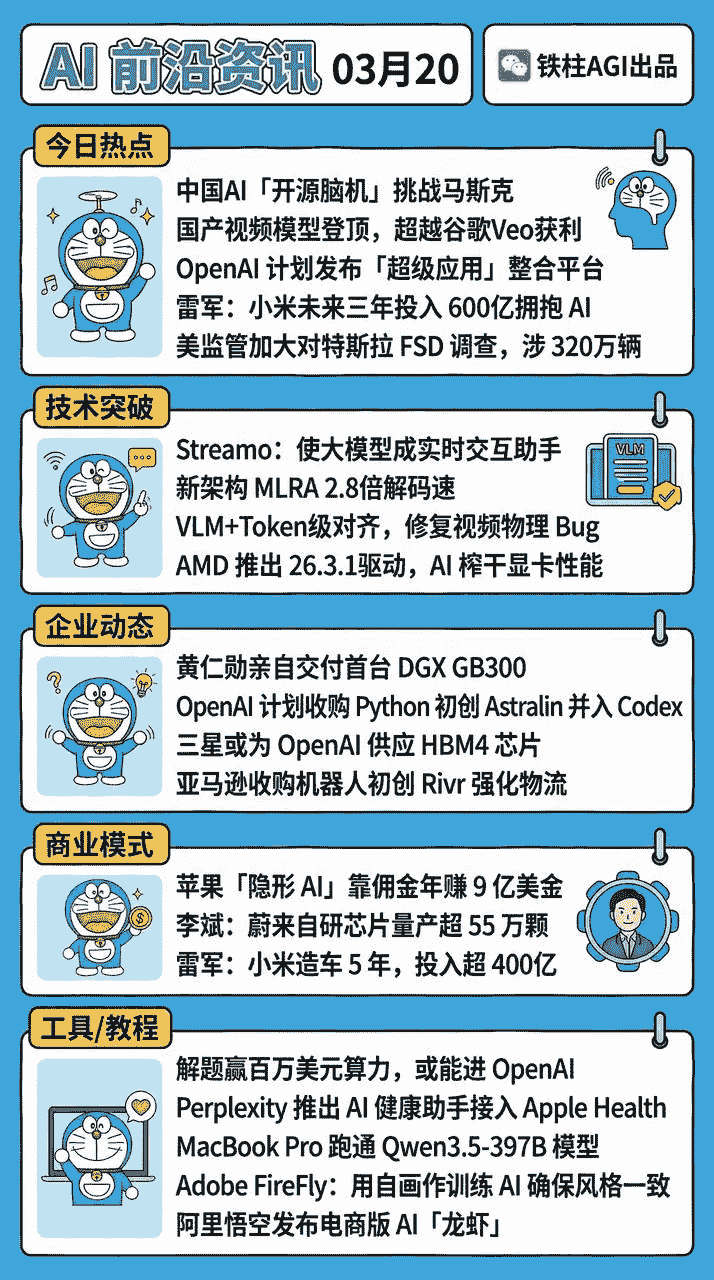 AI 前沿资讯 03月20
铁柱AGI出品
今日热点
中国AI「开源脑机」挑战马斯克
国产视频模型登顶，超越谷歌Veo获利
OpenAI 计划发布「超级应用」整合平台
雷军：小米未来三年投入 600亿拥抱 AI
美监管加大对特斯拉 FSD 调查，涉 320万辆
技术突破
Streamo：使大模型成实时交互助手
VLM
新架构 MLRA 2.8倍解码速
VLM+Token级对齐，修复视频物理 Bug
AMD 推出 26.3.1驱动，AI 榨干显卡性能
企业动态
黄仁勋亲自交付首台 DGX GB300
OpenAI 计划收购 Python 初创 Astralin 并入 Codex
三星或为 OpenAI 供应 HBM4 芯片
亚马逊收购机器人初创 Rivr 强化物流
商业模式
苹果「隐形 AI」靠佣金年赚 9 亿美金
李斌：蔚来自研芯片量产超 55 万颗
雷军：小米造车 5 年，投入超 400亿
工具/教程
解题赢百万美元算力，或能进 OpenAI
Perplexity 推出 AI 健康助手接入 Apple Health
MacBook Pro 跑通 Qwen3.5-397B 模型
Adobe FireFly：用自画作训练 AI 确保风格一致
阿里悟空发布电商版 AI「龙虾」